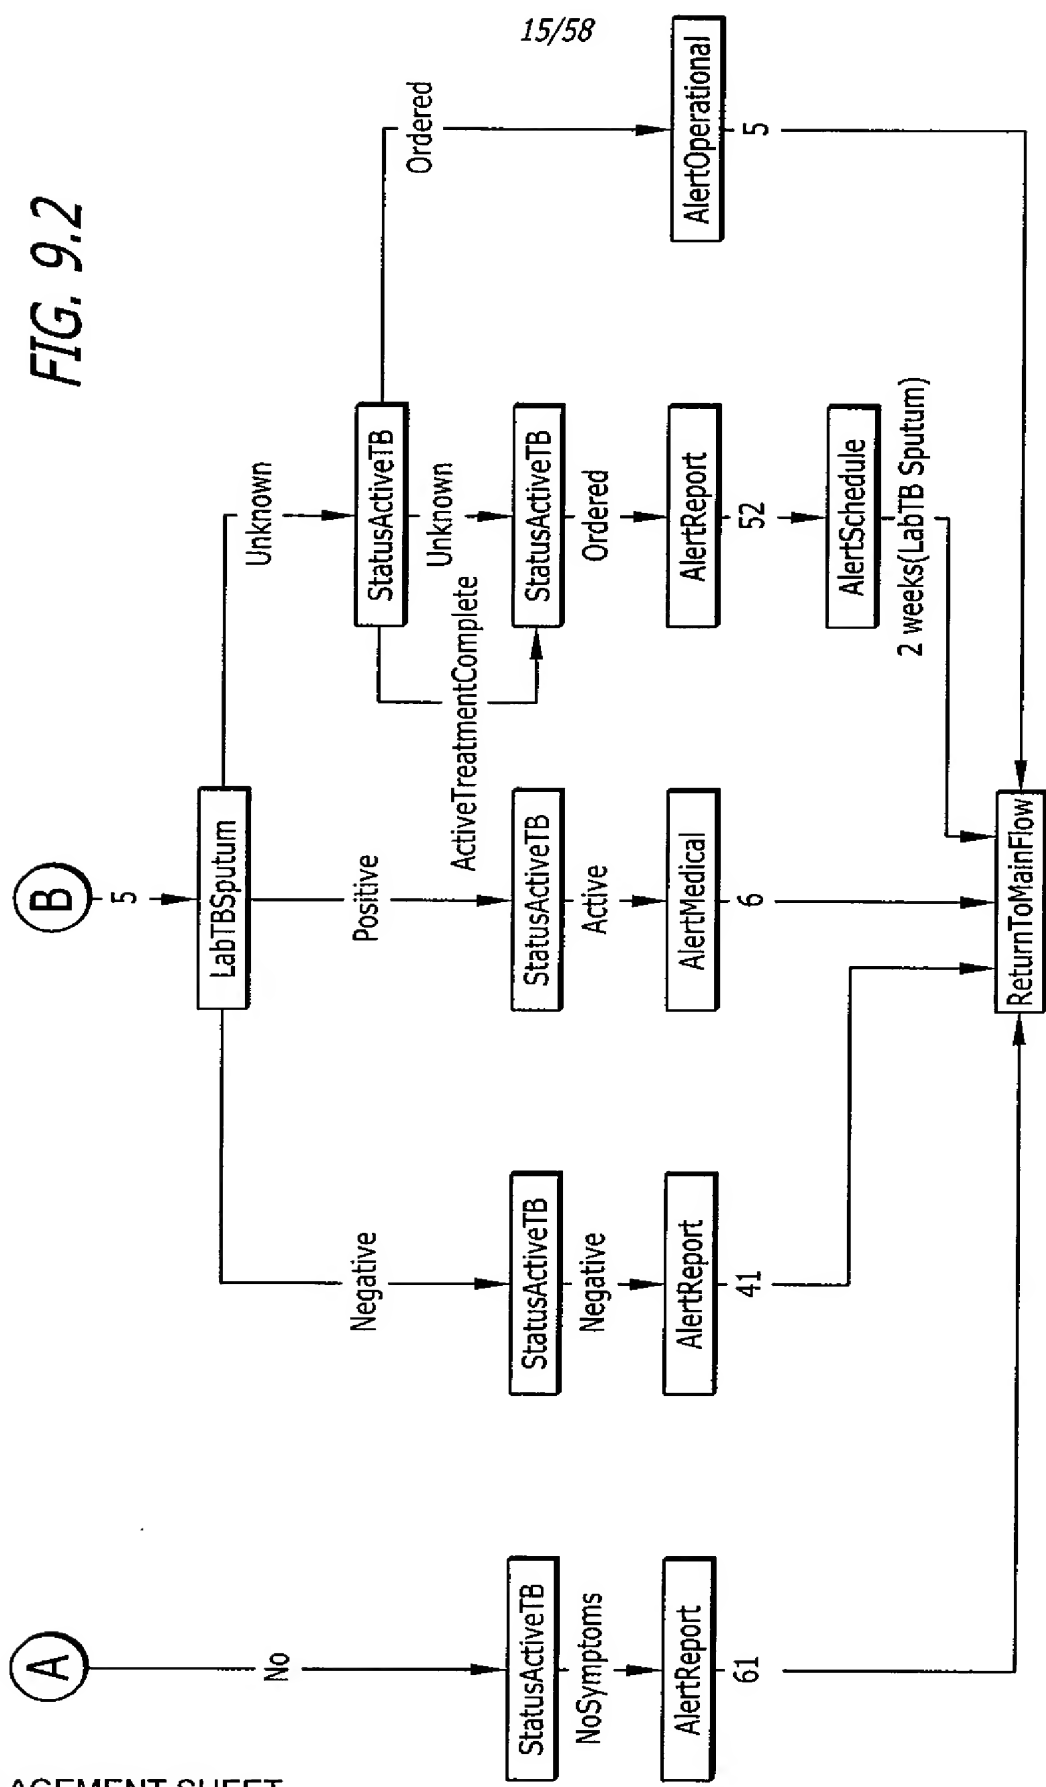 15/58
FIG. 9.2
A
No
StatusActiveTB
NoSymptoms
AlertReport
61
B
5
LabTBSputum
Negative
StatusActiveTB
Negative
AlertReport
41
Positive
StatusActiveTB
Active
AlertMedical
6
Unknown
StatusActiveTB
ActiveTreatmentComplete
Unknown
StatusActiveTB
Ordered
AlertReport
52
AlertSchedule
2 weeks(LabTB Sputum)
Ordered
AlertOperational
5
ReturnToMainFlow